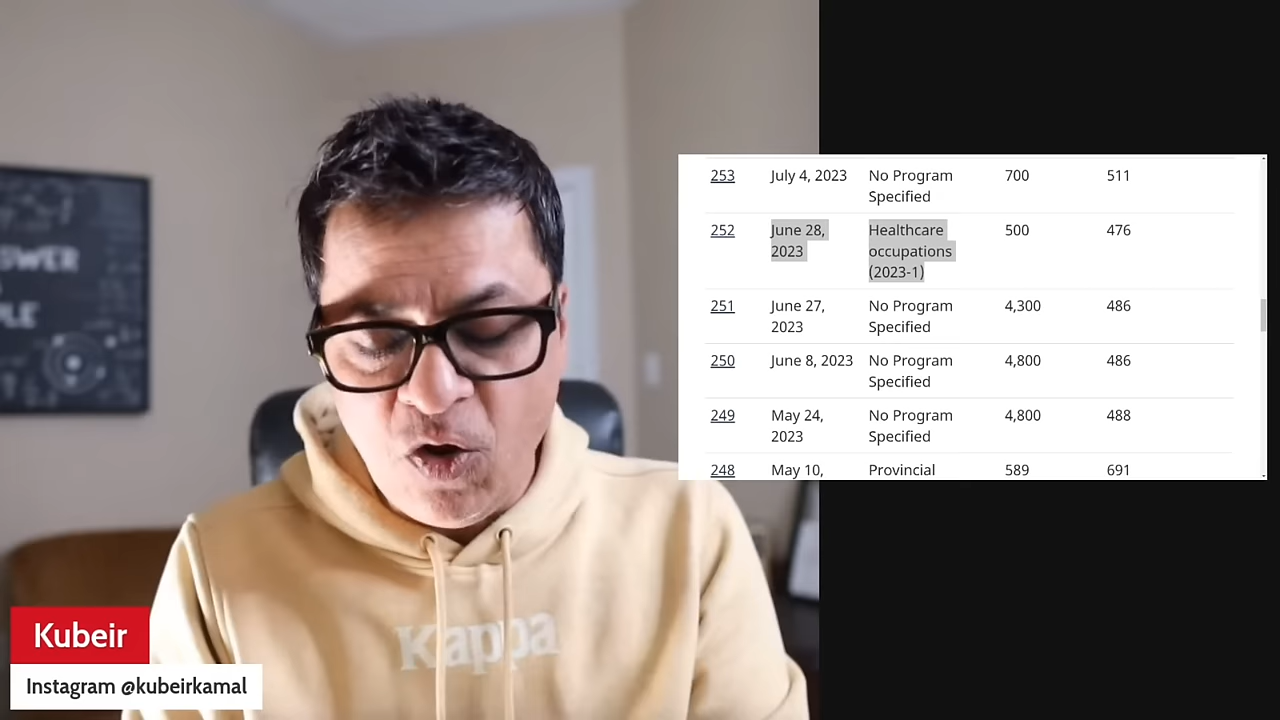 SWER
PLE
Kappa
Kubeir
Instagram @kubeirkamal
253 July 4, 2023 No Program 700 511
Specified
252 June 28, Healthcare 500 476
2023 occupations
(2023-1)
251 June 27, No Program 4,300 486
2023 Specified
250 June 8, 2023 No Program 4,800 486
Specified
249 May 24, No Program 4,800 488
2023 Specified
248 May 10, Provincial 589 691